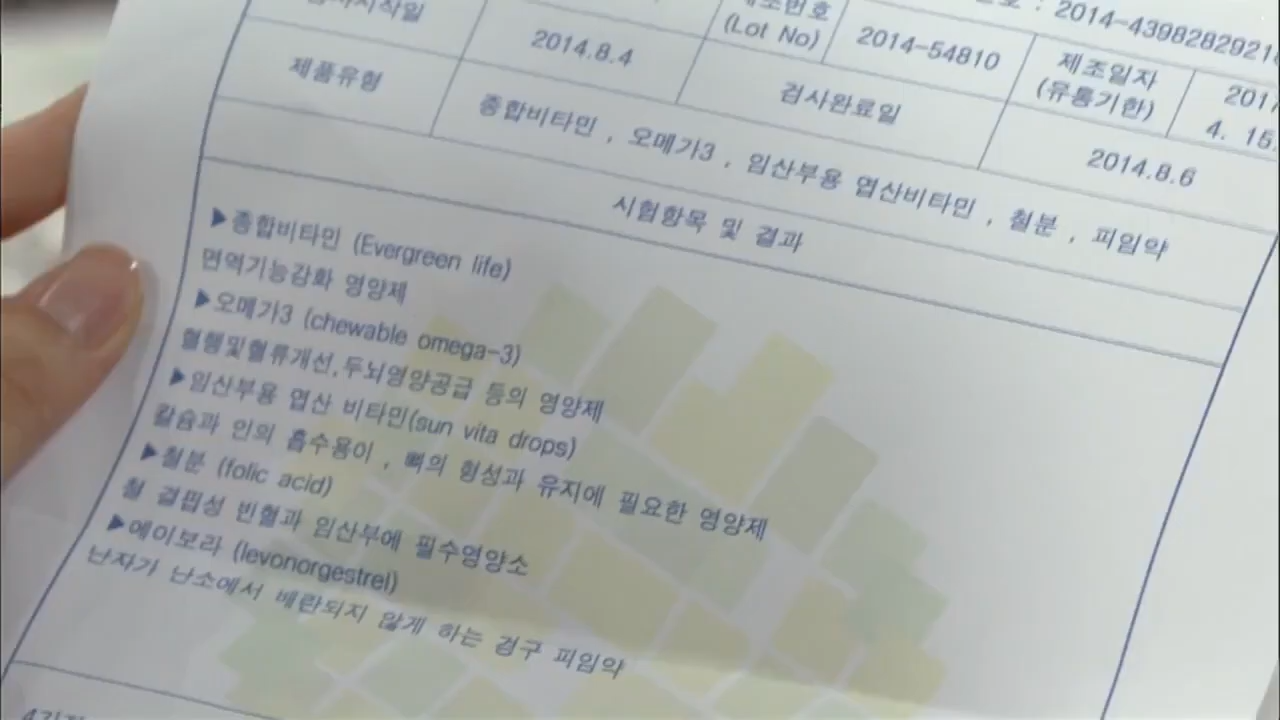 : 2014-439828292
(Lot No)
2014-54810
제조일자
(유통기한)
4. 15.
2014.8.4
검사완료일
2014.8.6
제품유형
종합비타민 , 오메가3 , 임산부용 엽산비타민 , 철분 , 피임약
시험항목 및 결과
▶종합비타민 (Evergreen life)
면역기능강화 영양제
▶오메가3 (chewable omega-3)
혈행및혈류개선,두뇌영양공급 등의 영양제
▶임산부용 엽산 비타민(sun vita drops)
칼슘과 인의 흡수용이 , 뼈의 형성과 유지에 필요한 영양제
▶철분 (folic acid)
철 결핍성 빈혈과 임산부에 필수영양소
▶에이보라 (levonorgestrel)
난자가 난소에서 배란되지 않게 하는 경구 피임약